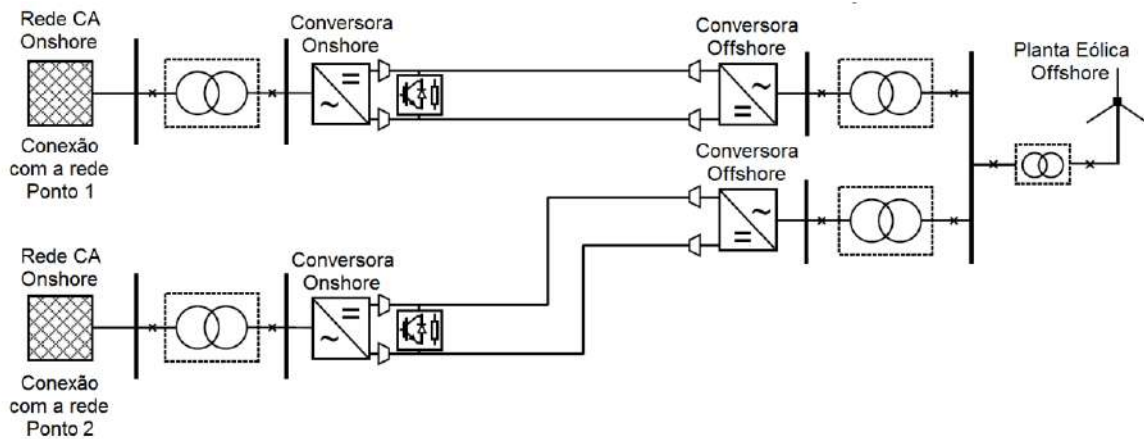 Rede CA
Onshore
Conexão
com a rede
Ponto 1
Conversora
Onshore
Conversora
Offshore
Planta Eólica
Offshore
Conversora
Offshore
Rede CA
Onshore
Conexão
com a rede
Ponto 2
Conversora
Onshore